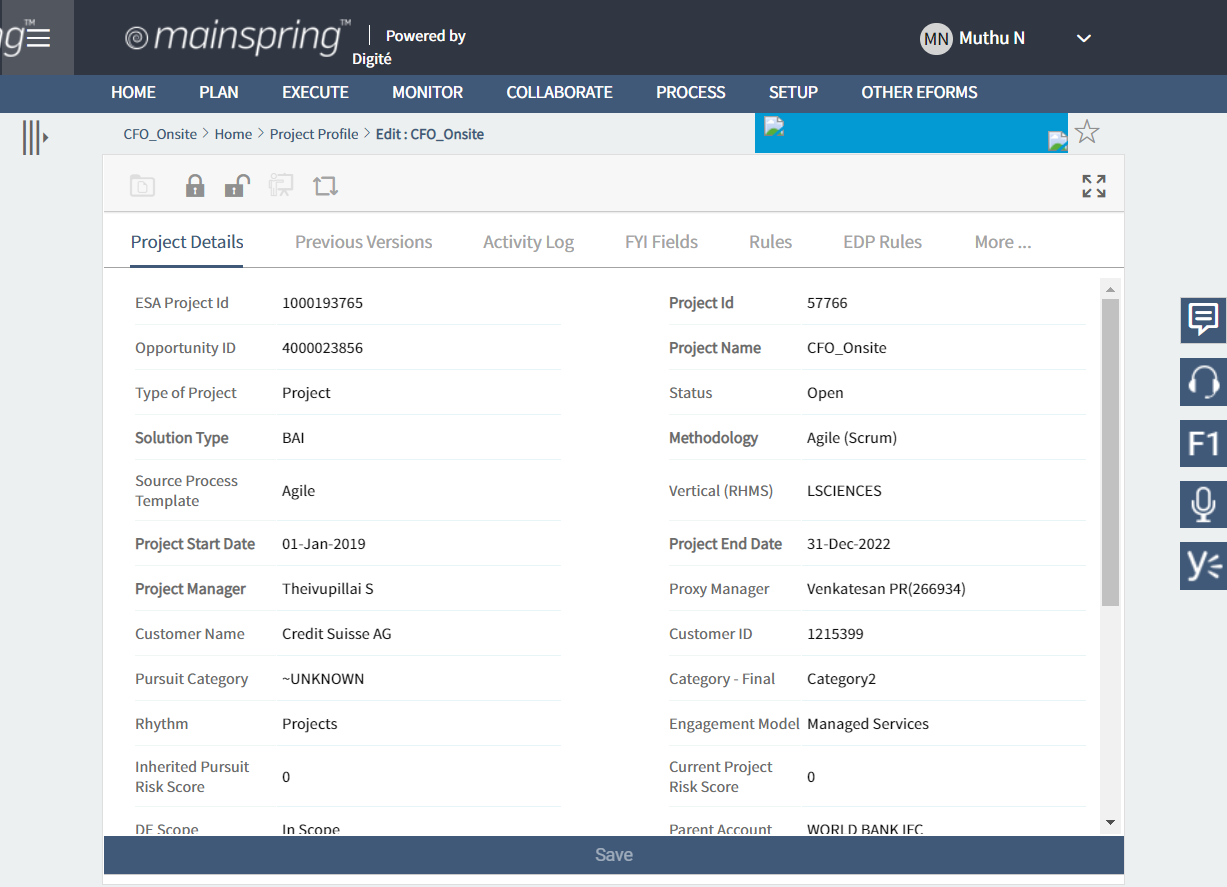 g™
mainspring™ Powered by
Digité
MN Muthu N
HOME PLAN EXECUTE MONITOR COLLABORATE PROCESS SETUP OTHER EFORMS
CFO_Onsite > Home > Project Profile > Edit : CFO_Onsite
Project Details Previous Versions Activity Log FYI Fields Rules EDP Rules More ...
ESA Project Id 1000193765 Project Id 57766
Opportunity ID 4000023856 Project Name CFO_Onsite
Type of Project Project Status Open
Solution Type BAI Methodology Agile (Scrum)
Source Process
Template Agile Vertical (RHMS) LSCIENCES
Project Start Date 01-Jan-2019 Project End Date 31-Dec-2022
Project Manager Theivupillai S Proxy Manager Venkatesan PR(266934)
Customer Name Credit Suisse AG Customer ID 1215399
Pursuit Category ~UNKNOWN Category - Final Category2
Rhythm Projects Engagement Model Managed Services
Inherited Pursuit
Risk Score 0 Current Project
Risk Score 0
DE Scope In Scope Parent Account WORLD BANK IFC
Save
F1